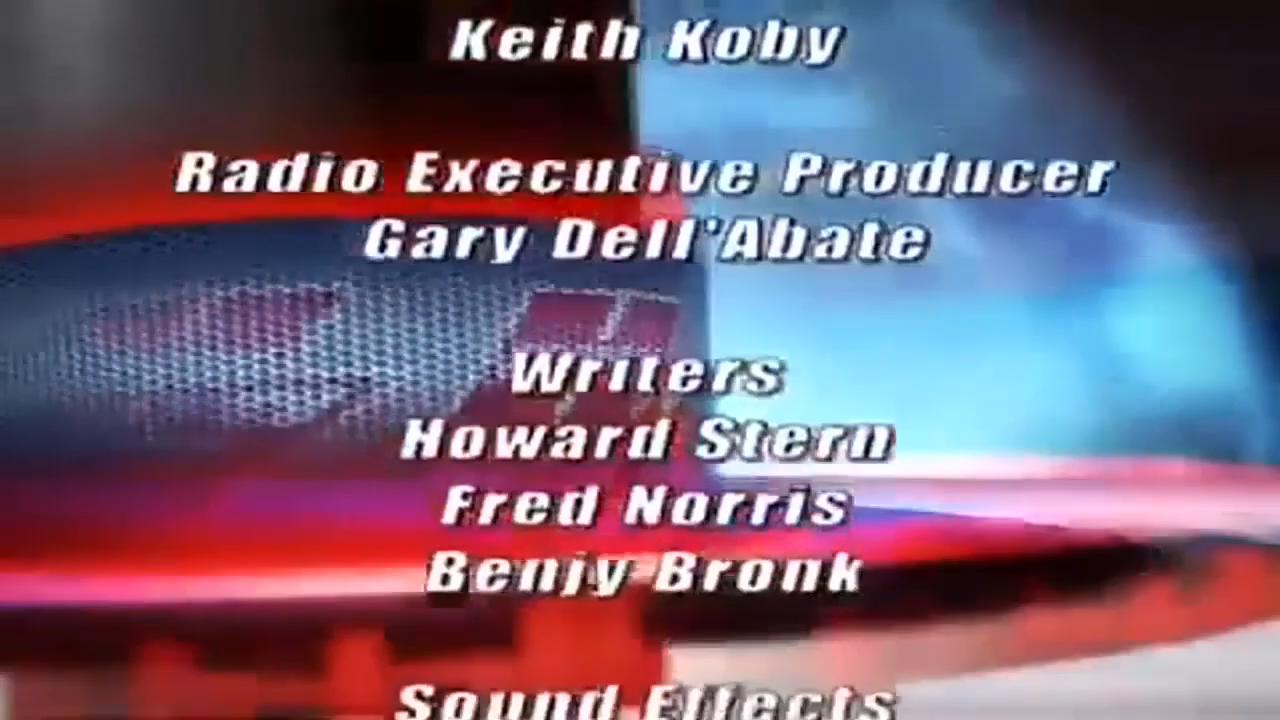 Keith Koby
Radio Executive Producer
Gary Dell'Abate
Writers
Howard Stern
Fred Norris
Benjy Bronk
Sound Effects